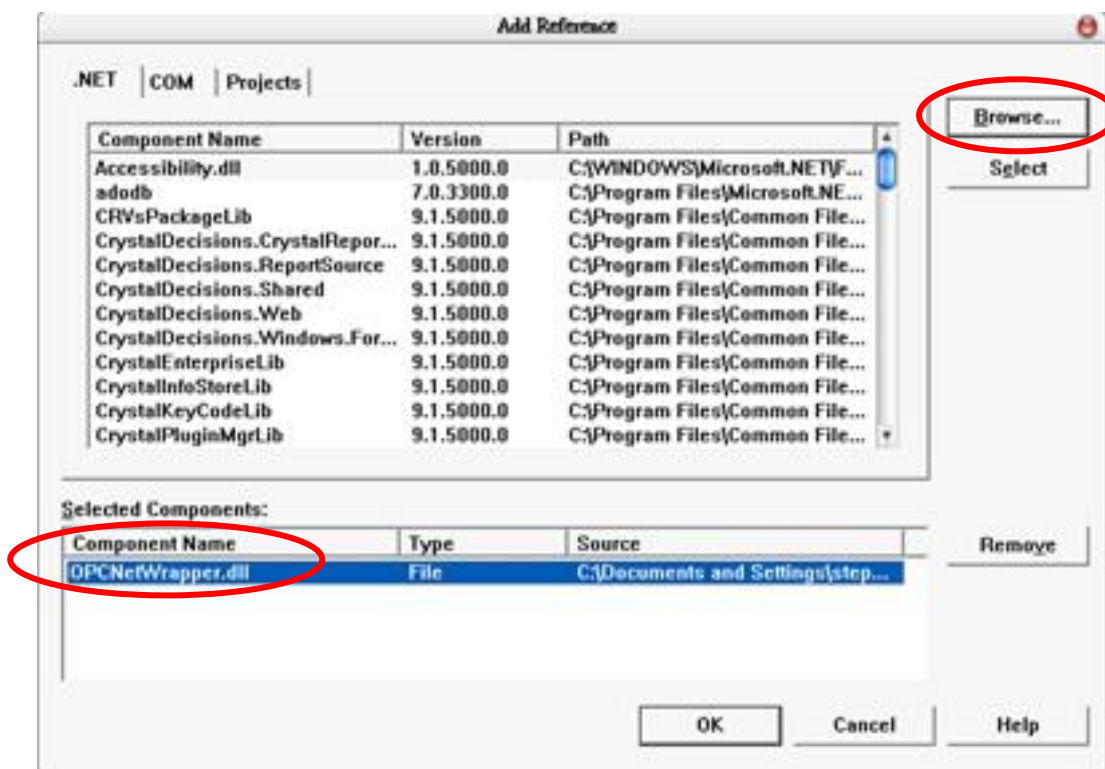 Add Reference
.NET COM Projects
Browse...
Component Name Version Path
Select
Accessibility.dll 1.0.5000.0 C:\WINDOWS\Microsoft.NET\F...
adodb 7.0.3300.0 C:\Program Files\Microsoft.NE...
CRVsPackageLib 9.1.5000.0 C:\Program Files\Common File...
CrystalDecisions.CrystalRepor... 9.1.5000.0 C:\Program Files\Common File...
CrystalDecisions.ReportSource 9.1.5000.0 C:\Program Files\Common File...
CrystalDecisions.Shared 9.1.5000.0 C:\Program Files\Common File...
CrystalDecisions.Web 9.1.5000.0 C:\Program Files\Common File...
CrystalDecisions.Windows.For... 9.1.5000.0 C:\Program Files\Common File...
CrystalEnterpriseLib 9.1.5000.0 C:\Program Files\Common File...
CrystalInfoStoreLib 9.1.5000.0 C:\Program Files\Common File...
CrystalKeyCodeLib 9.1.5000.0 C:\Program Files\Common File...
CrystalPluginMgrLib 9.1.5000.0 C:\Program Files\Common File...
Selected Components:
Component Name Type Source
Remove
OPCNetWrapper.dll File C:\Documents and Settings\step...
OK Cancel Help